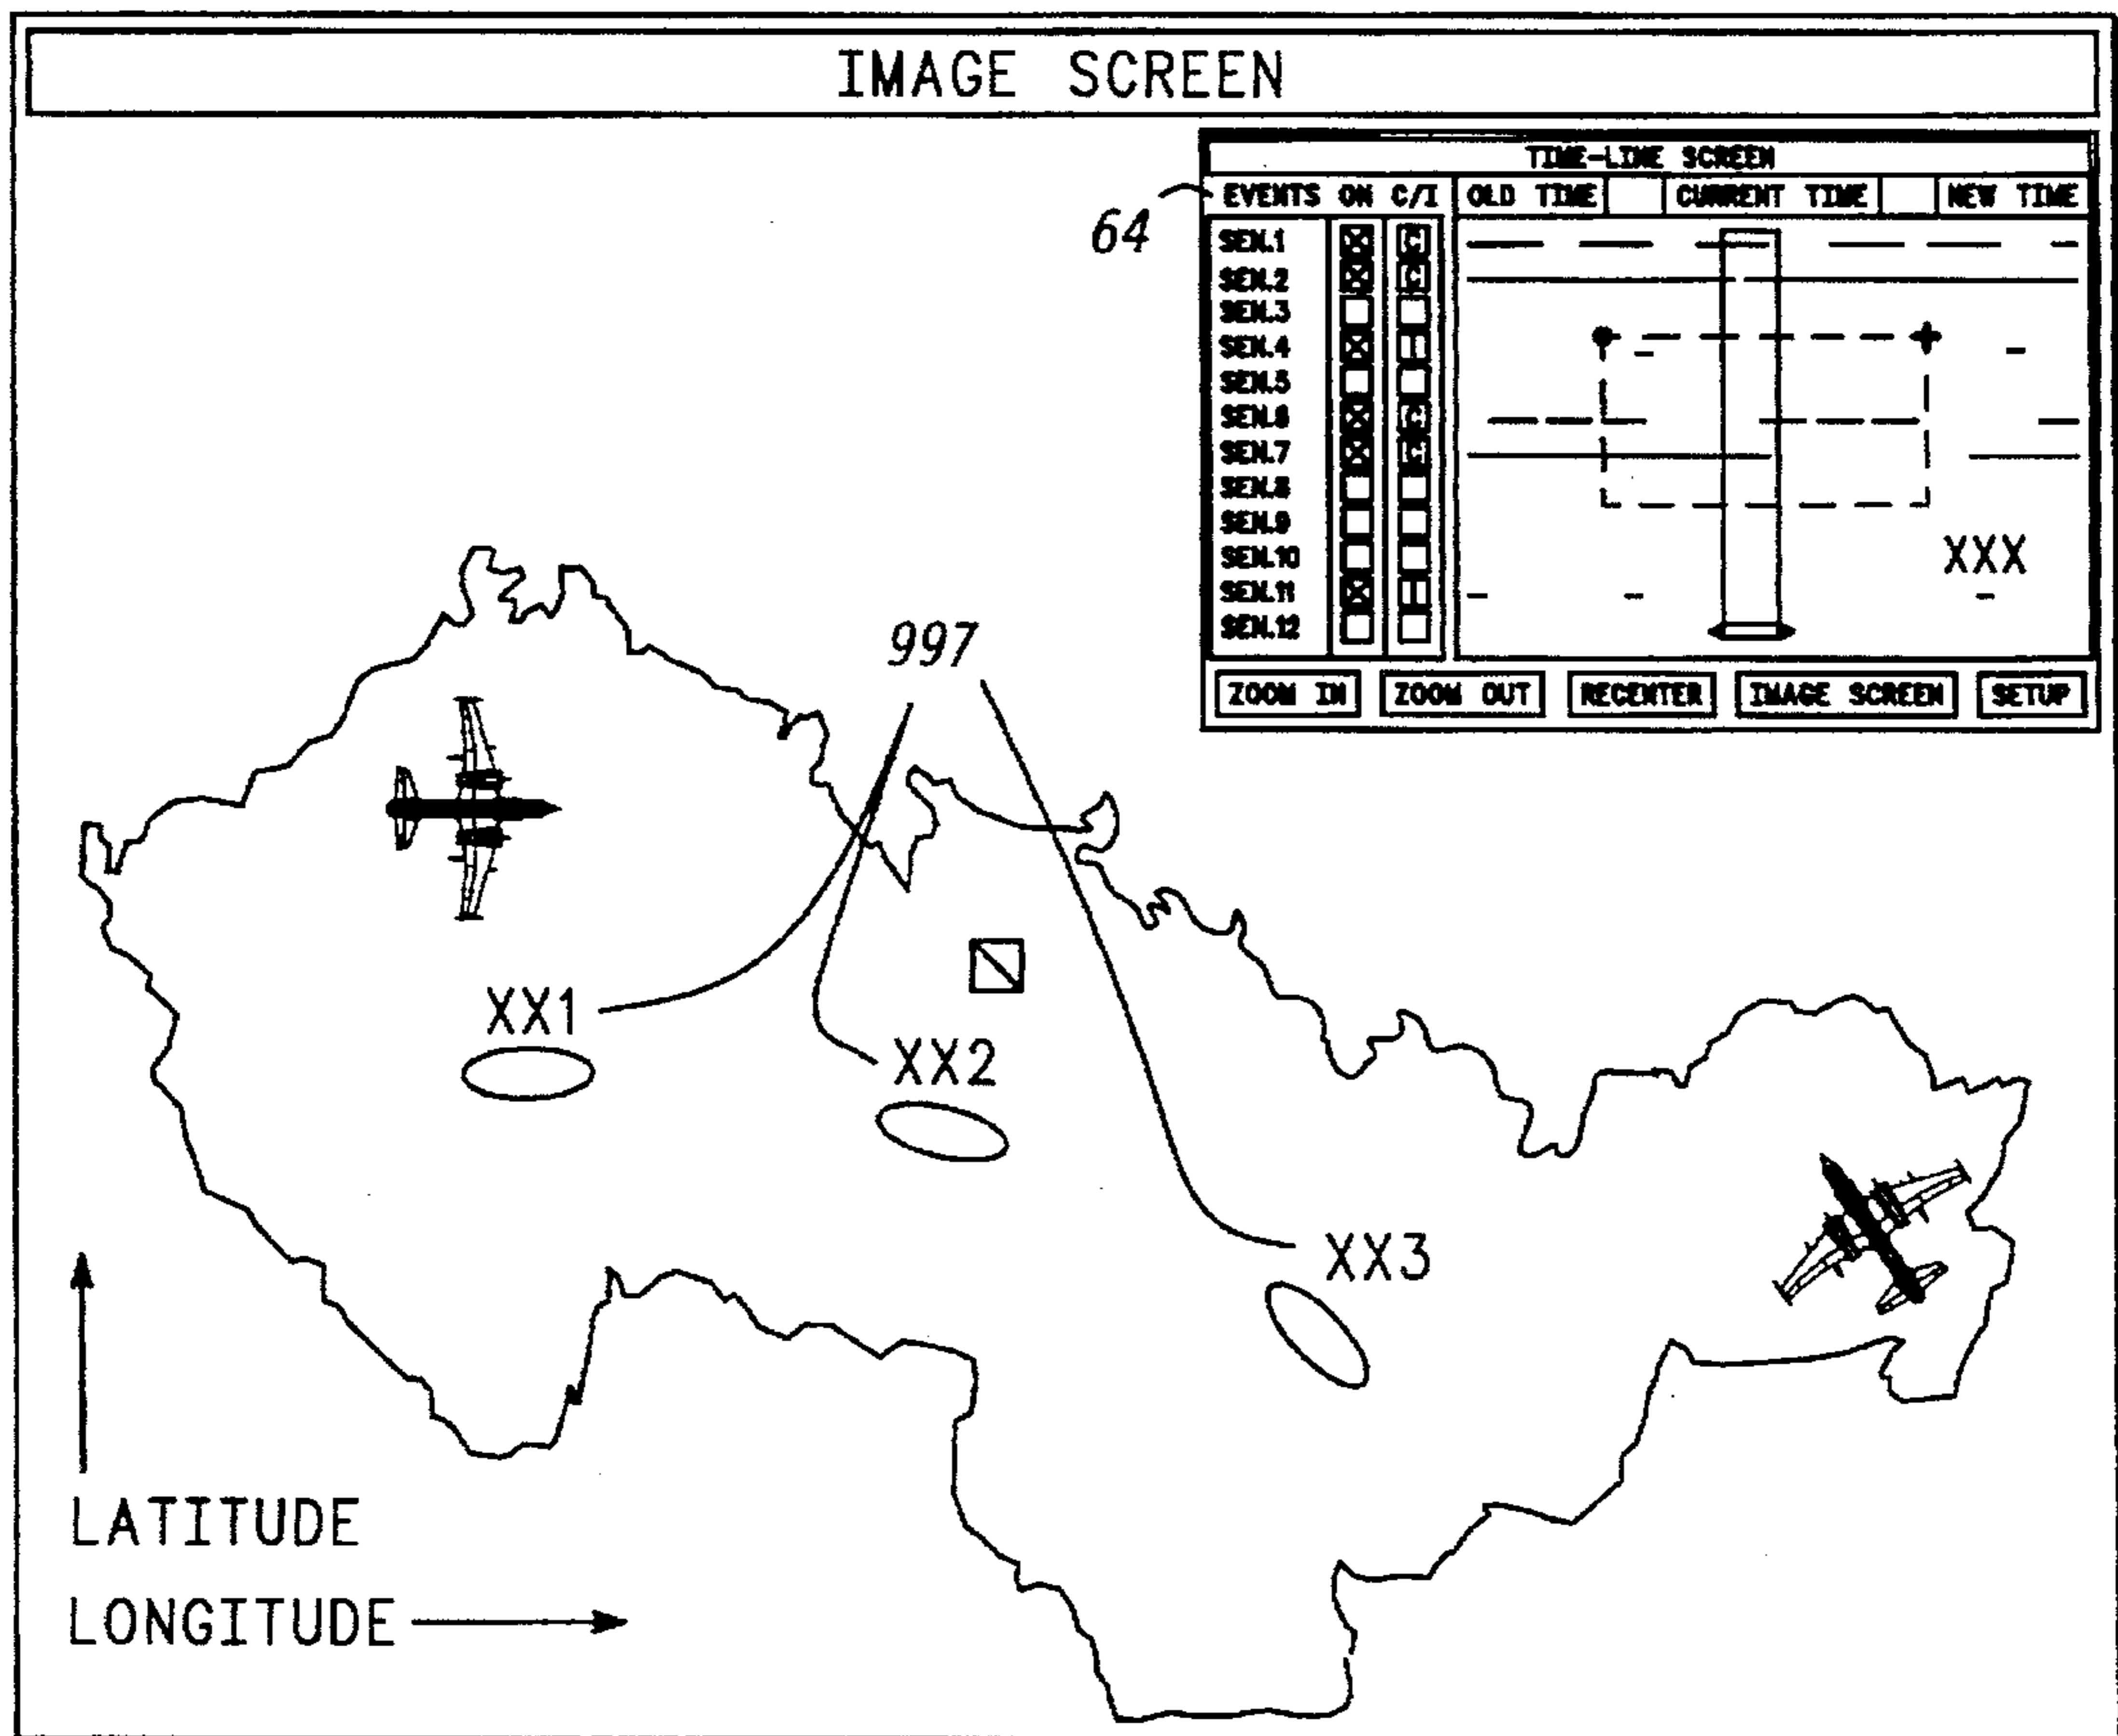 IMAGE SCREEN
TIME-LINE SCREEN
64
EVENTS ON C/I OLD TIME CURRENT TIME NEW TIME
SEN.1 X C
SEN.2 X C
SEN.3
SEN.4 X I
SEN.5
SEN.6 X C
SEN.7 X C
SEN.8
SEN.9
SEN.10
XXX
SEN.11 X I
SEN.12
ZOOM IN ZOOM OUT RECENTER IMAGE SCREEN SETUP
997
XX1
XX2
XX3
LATITUDE
LONGITUDE